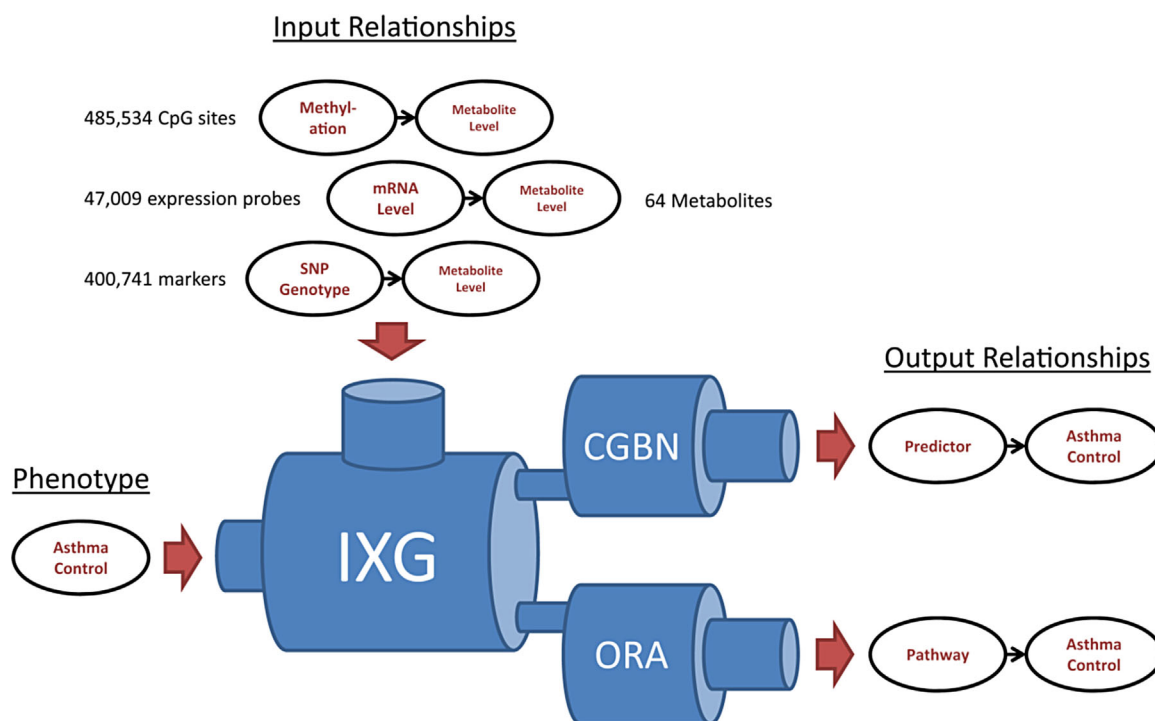 Input Relationships
485,534 CpG sites
Methyl-
ation
Metabolite
Level
47,009 expression probes
mRNA
Level
Metabolite
Level
64 Metabolites
400,741 markers
SNP
Genotype
Metabolite
Level
Output Relationships
CGBN
Predictor
Asthma
Control
Phenotype
Asthma
Control
IXG
ORA
Pathway
Asthma
Control